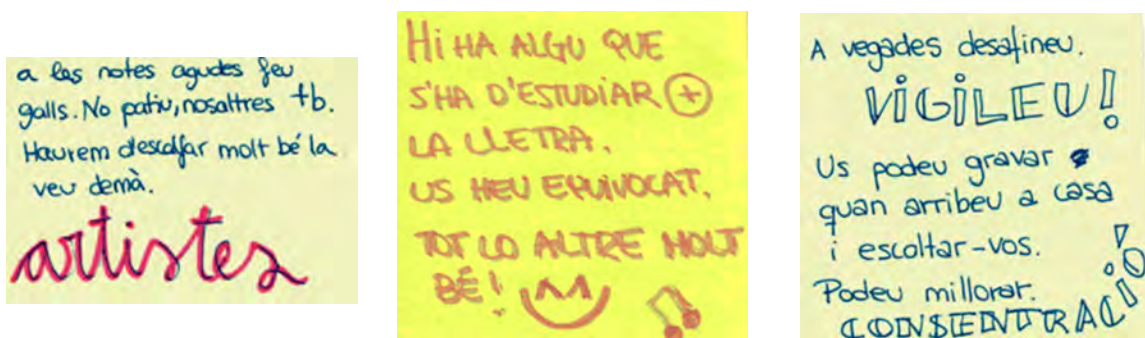 a les notes agudes feu
galls. No patiu, nosaltres tb.
Haurem d'escalfar molt bé la
veu demà.
artistes
Hi HA ALGU QUE
S'HA D'ESTUDIAR +
LA LLETRA.
US HEU EQUIVOCAT.
TOT LO ALTRE MOLT
BÉ!
A vegades desafineu.
ViGiLEU!
Us podeu gravar
quan arribeu a casa
i escoltar-vos.
Podeu millorar.
CONSENTRACIÓ!